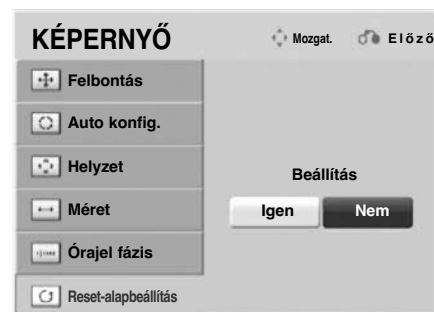 KÉPERNYŐ Mozgat. Előző
Felbontás
Auto konfig.
Helyzet
Méret
Órajel fázis
Reset-alapbeállítás
Beállítás
Igen Nem